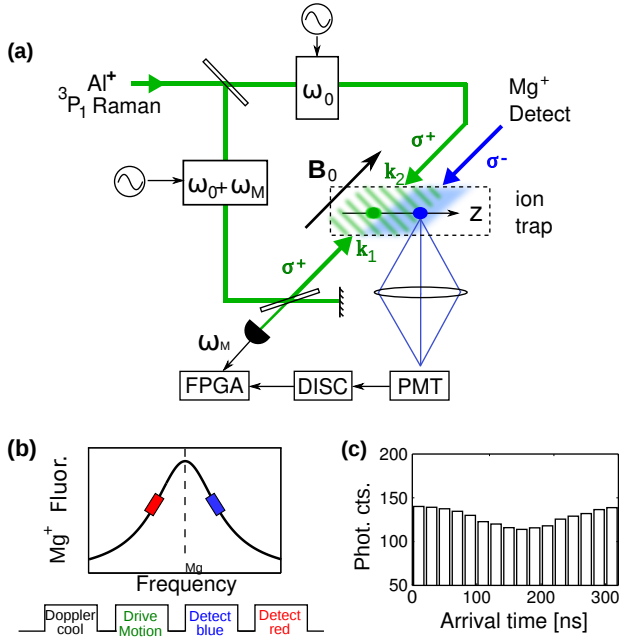 (a)
Al⁺
³P₁ Raman
ω₀
Mg⁺
Detect
σ⁺
σ⁻
B₀
k₂
ω₀+ω_M
z
ion
trap
k₁
σ⁺
ω_M
FPGA
DISC
PMT
(b)
Mg⁺ Fluor.
Mg
Frequency
Doppler
cool
Drive
Motion
Detect
blue
Detect
red
(c)
200
150
100
50
Phot. cts.
0
100
200
300
Arrival time [ns]